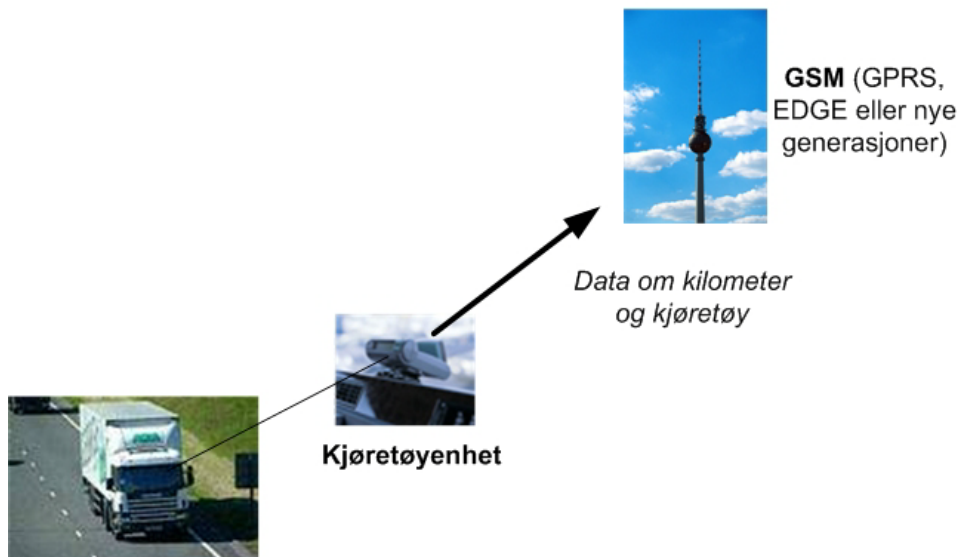 GSM (GPRS,
EDGE eller nye
generasjoner)
Data om kilometer
og kjøretøy
Kjøretøyenhet